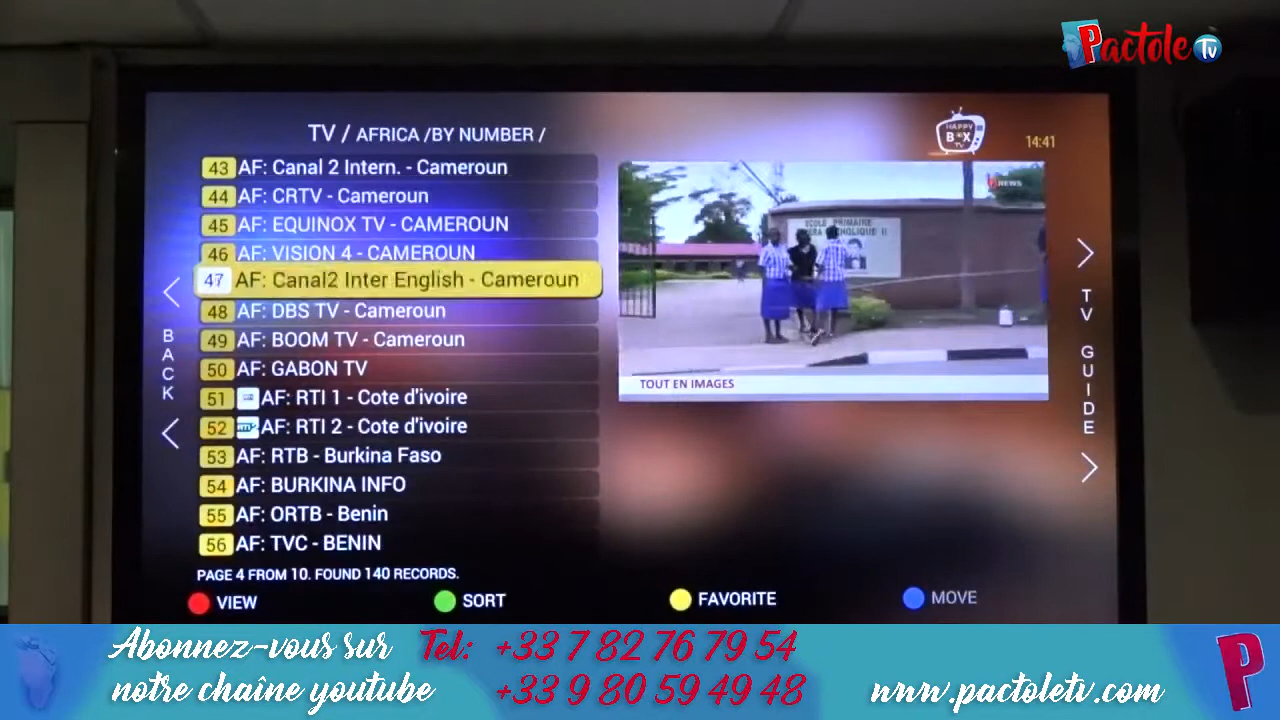 Pactole Tv
TV / AFRICA /BY NUMBER /
HAPPY
BOX
TV
14:41
43 AF: Canal 2 Intern. - Cameroun
44 AF: CRTV - Cameroun
45 AF: EQUINOX TV - CAMEROUN
46 AF: VISION 4 - CAMEROUN
47 AF: Canal2 Inter English - Cameroun
48 AF: DBS TV - Cameroun
49 AF: BOOM TV - Cameroun
50 AF: GABON TV
51 AF: RTI 1 - Cote d'ivoire
52 AF: RTI 2 - Cote d'ivoire
53 AF: RTB - Burkina Faso
54 AF: BURKINA INFO
55 AF: ORTB - Benin
56 AF: TVC - BENIN
PAGE 4 FROM 10. FOUND 140 RECORDS.
BACK
NEWS
ECOLE PRIMAIRE
CATHOLIQUE II
TOUT EN IMAGES
TV GUIDE
VIEW
SORT
FAVORITE
MOVE
Abonnez-vous sur
notre chaîne youtube
Tel: +33 7 82 76 79 54
+33 9 80 59 49 48
www.pactoletv.com
P